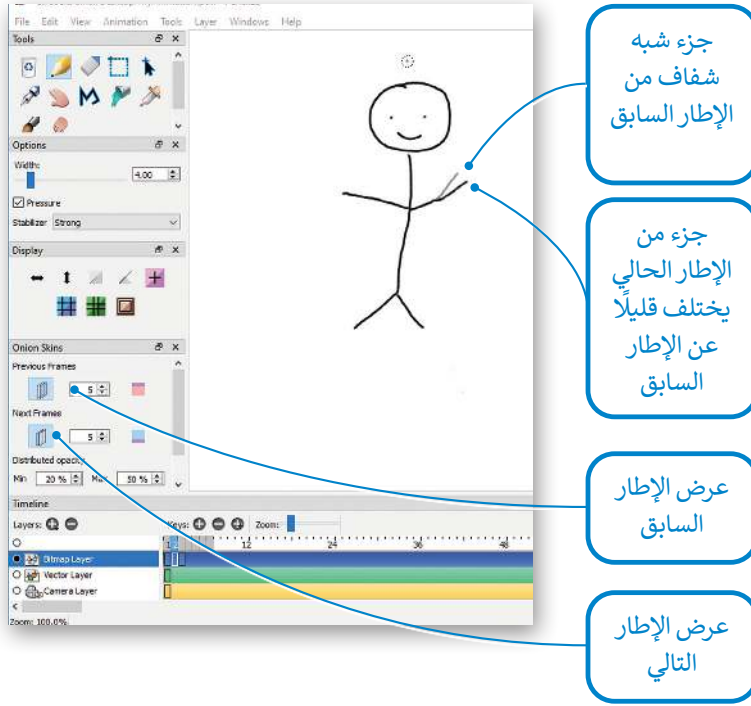 File Edit View Animation Tools Layer Windows Help
Tools
Options
Width:
4.00
Pressure
Stabilizer Strong
Display
Onion Skins
Previous Frames
5
Next Frames
5
Distributed opacity
Min 20 % Max 50 %
Timeline
Layers: Keys: Zoom:
1 12 24 36 48
Bitmap Layer
Vector Layer
Camera Layer
Zoom: 100.0%
جزء شبه
شفاف من
الإطار السابق
جزء من
الإطار الحالي
يختلف قليلًا
عن الإطار
السابق
عرض الإطار
السابق
عرض الإطار
التالي